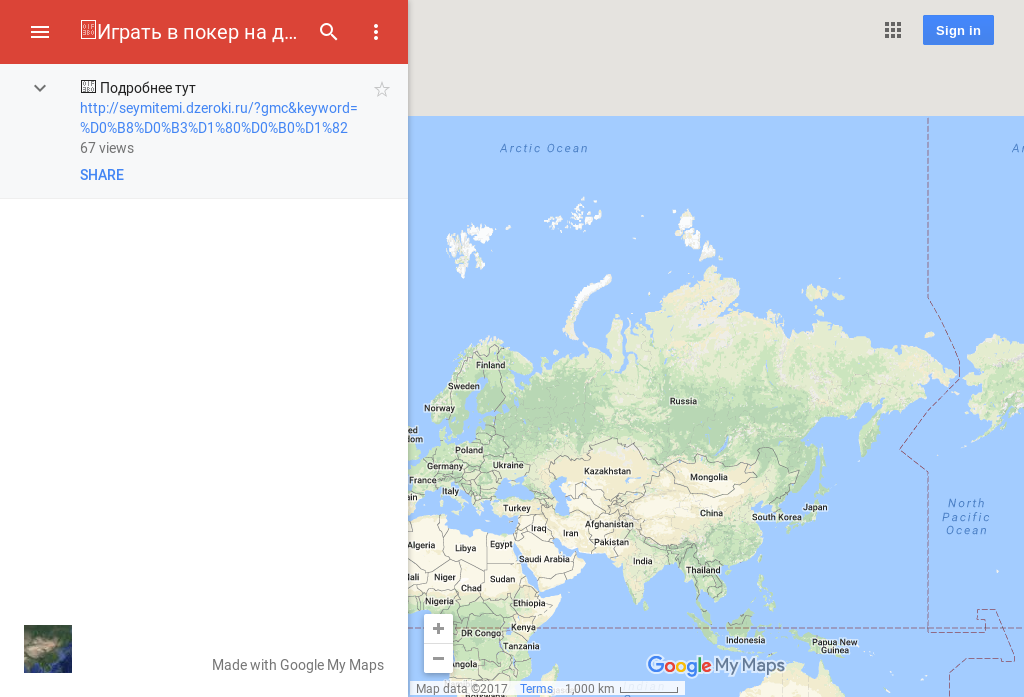 Играть в покер на д...
Sign in
Подробнее тут
http://seymitemi.dzeroki.ru/?gmc&keyword=
%D0%B8%D0%B3%D1%80%D0%B0%D1%82
67 views
SHARE
Arctic Ocean
Finland
Sweden
Russia
Norway
Poland
Germany
Ukraine
France
Kazakhstan
Mongolia
Italy
Turkey
China
Japan
South Korea
North
Pacific
Ocean
Iraq
Iran
Afghanistan
Pakistan
Algeria
Libya
Egypt
Saudi Arabia
India
Thailand
Niger
Chad
Sudan
Nigeria
Ethiopia
DR Congo
Kenya
Tanzania
Indonesia
Papua New
Guinea
Google My Maps
Made with Google My Maps
Map data ©2017 Terms 1,000 km